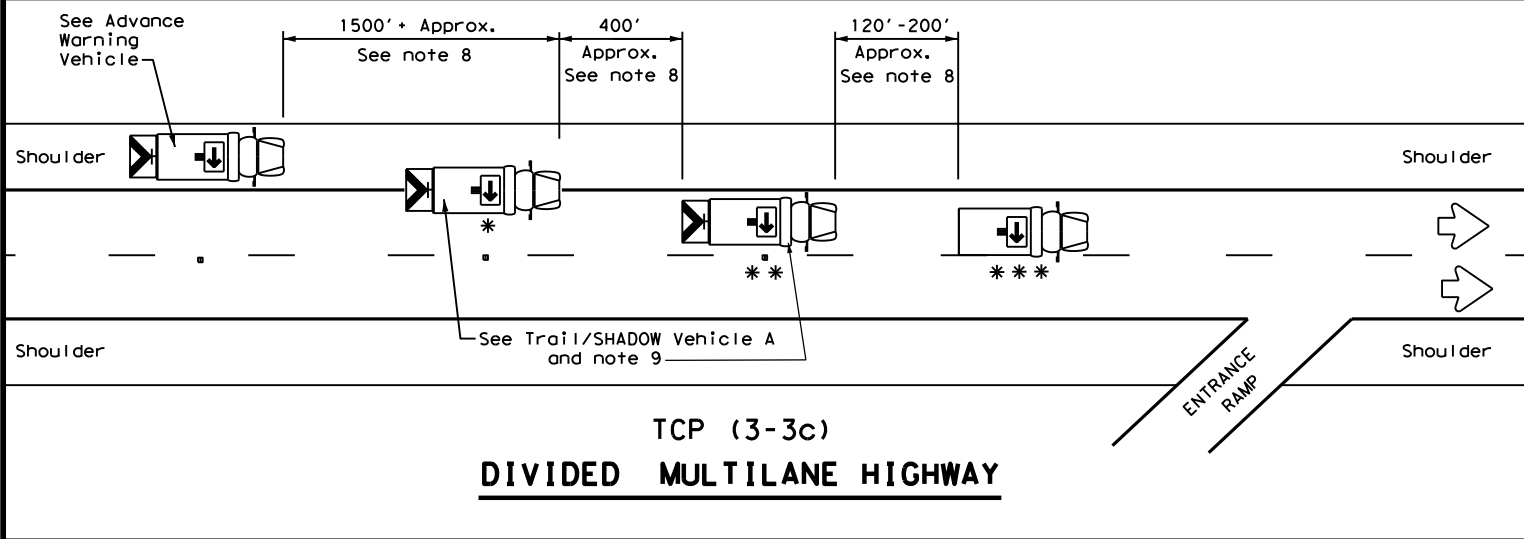 See Advance
Warning
Vehicle
1500'+ Approx.
See note 8
400'
Approx.
See note 8
120'-200'
Approx.
See note 8
Shoulder
Shoulder
*
**
***
See Trail/SHADOW Vehicle A
and note 9
Shoulder
Shoulder
ENTRANCE
RAMP
TCP (3-3c)
DIVIDED MULTILANE HIGHWAY